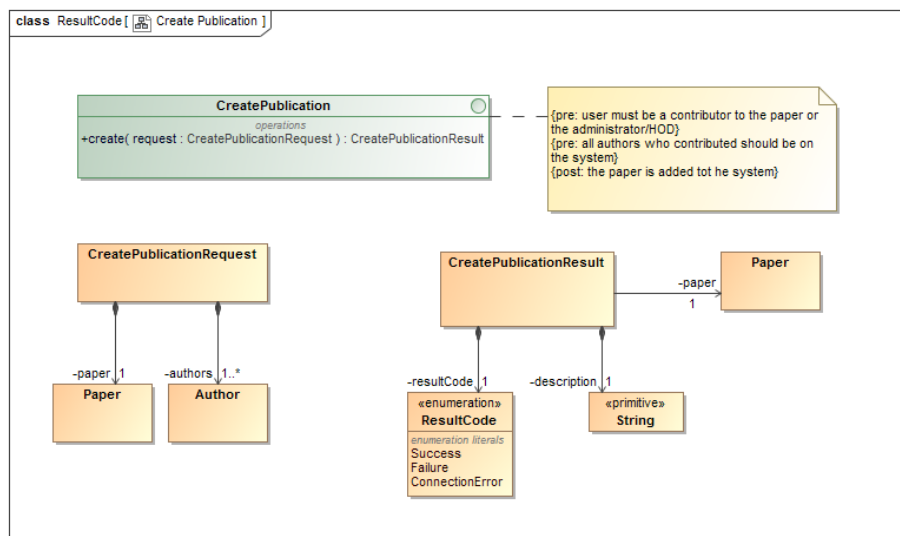 class ResultCode [ Create Publication ]
CreatePublication
operations
+create( request : CreatePublicationRequest ) : CreatePublicationResult
{pre: user must be a contributor to the paper or
the administrator/HOD}
{pre: all authors who contributed should be on
the system}
{post: the paper is added tot he system}
CreatePublicationRequest
-paper 1
-authors 1..*
Paper
Author
CreatePublicationResult
-paper
1
Paper
-resultCode 1
-description 1
«enumeration»
ResultCode
enumeration literals
Success
Failure
ConnectionError
«primitive»
String